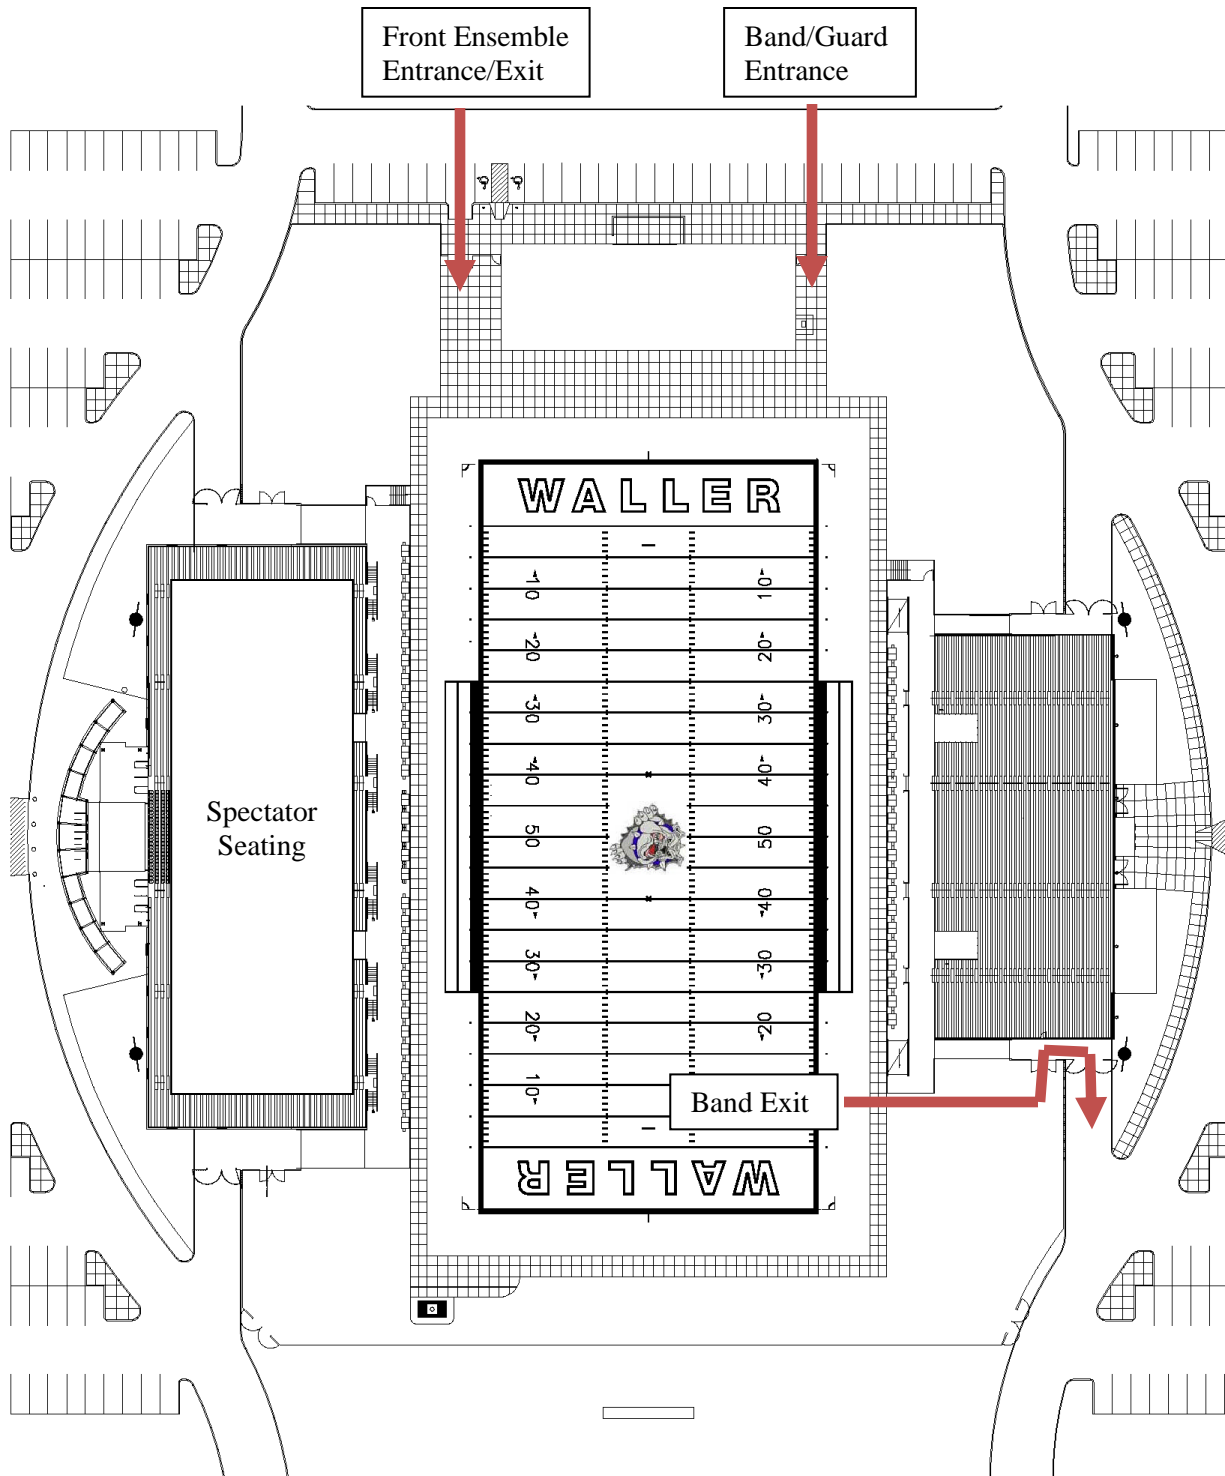 Front Ensemble
Entrance/Exit
Band/Guard
Entrance
WALLER
10 10
20 20
30 30
40 40
Spectator
Seating
50 50
40 40
30 30
20 20
10
Band Exit
WALLER